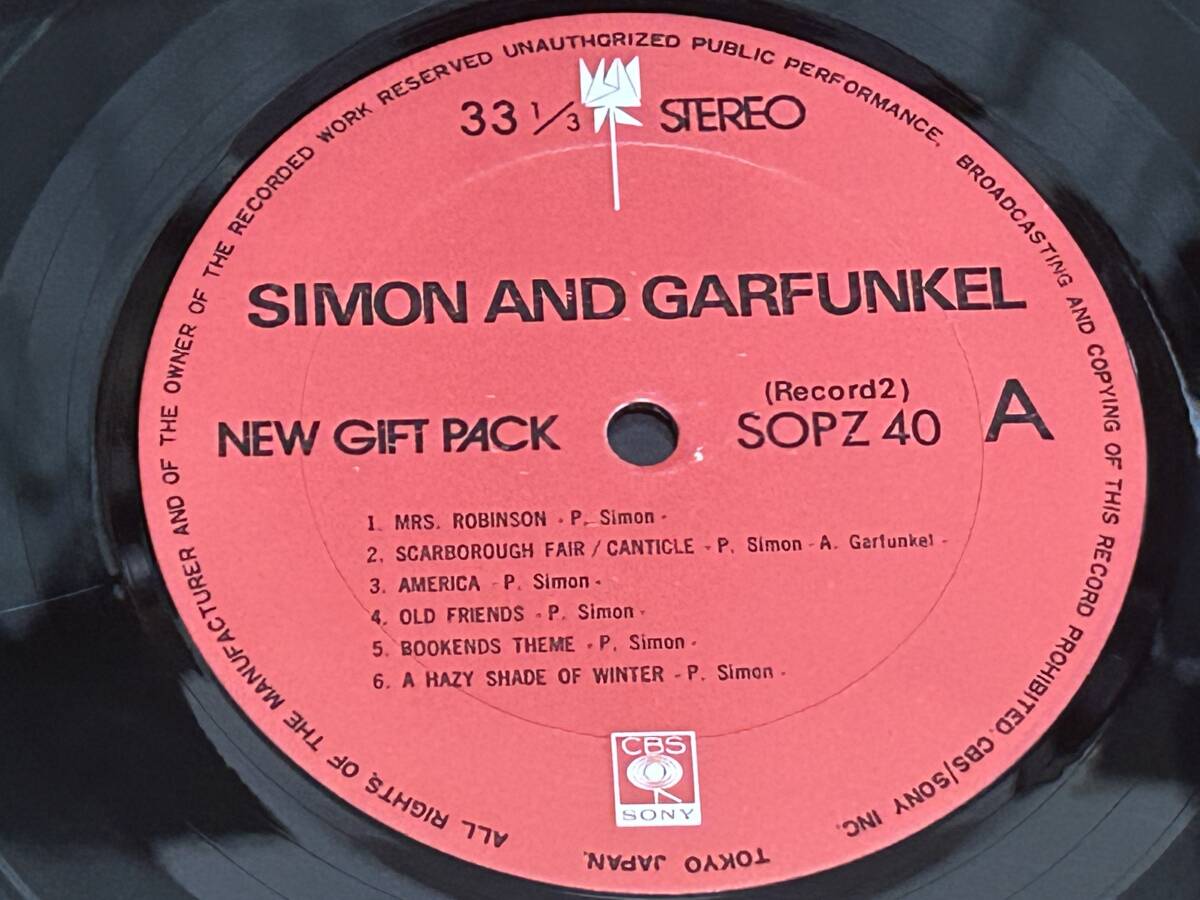 ALL RIGHTS OF THE MANUFACTURER AND OF THE OWNER OF THE RECORDED WORK RESERVED UNAUTHORIZED PUBLIC PERFORMANCE, BROADCASTING AND COPYING OF THIS RECORD PROHIBITED. CBS/SONY INC.
TOKYO JAPAN.
33 1/3 STEREO
SIMON AND GARFUNKEL
(Record2)
NEW GIFT PACK SOPZ 40 A
1. MRS. ROBINSON - P. Simon -
2. SCARBOROUGH FAIR / CANTICLE - P. Simon - A. Garfunkel -
3. AMERICA - P. Simon -
4. OLD FRIENDS - P. Simon -
5. BOOKENDS THEME - P. Simon -
6. A HAZY SHADE OF WINTER - P. Simon -
CBS
SONY